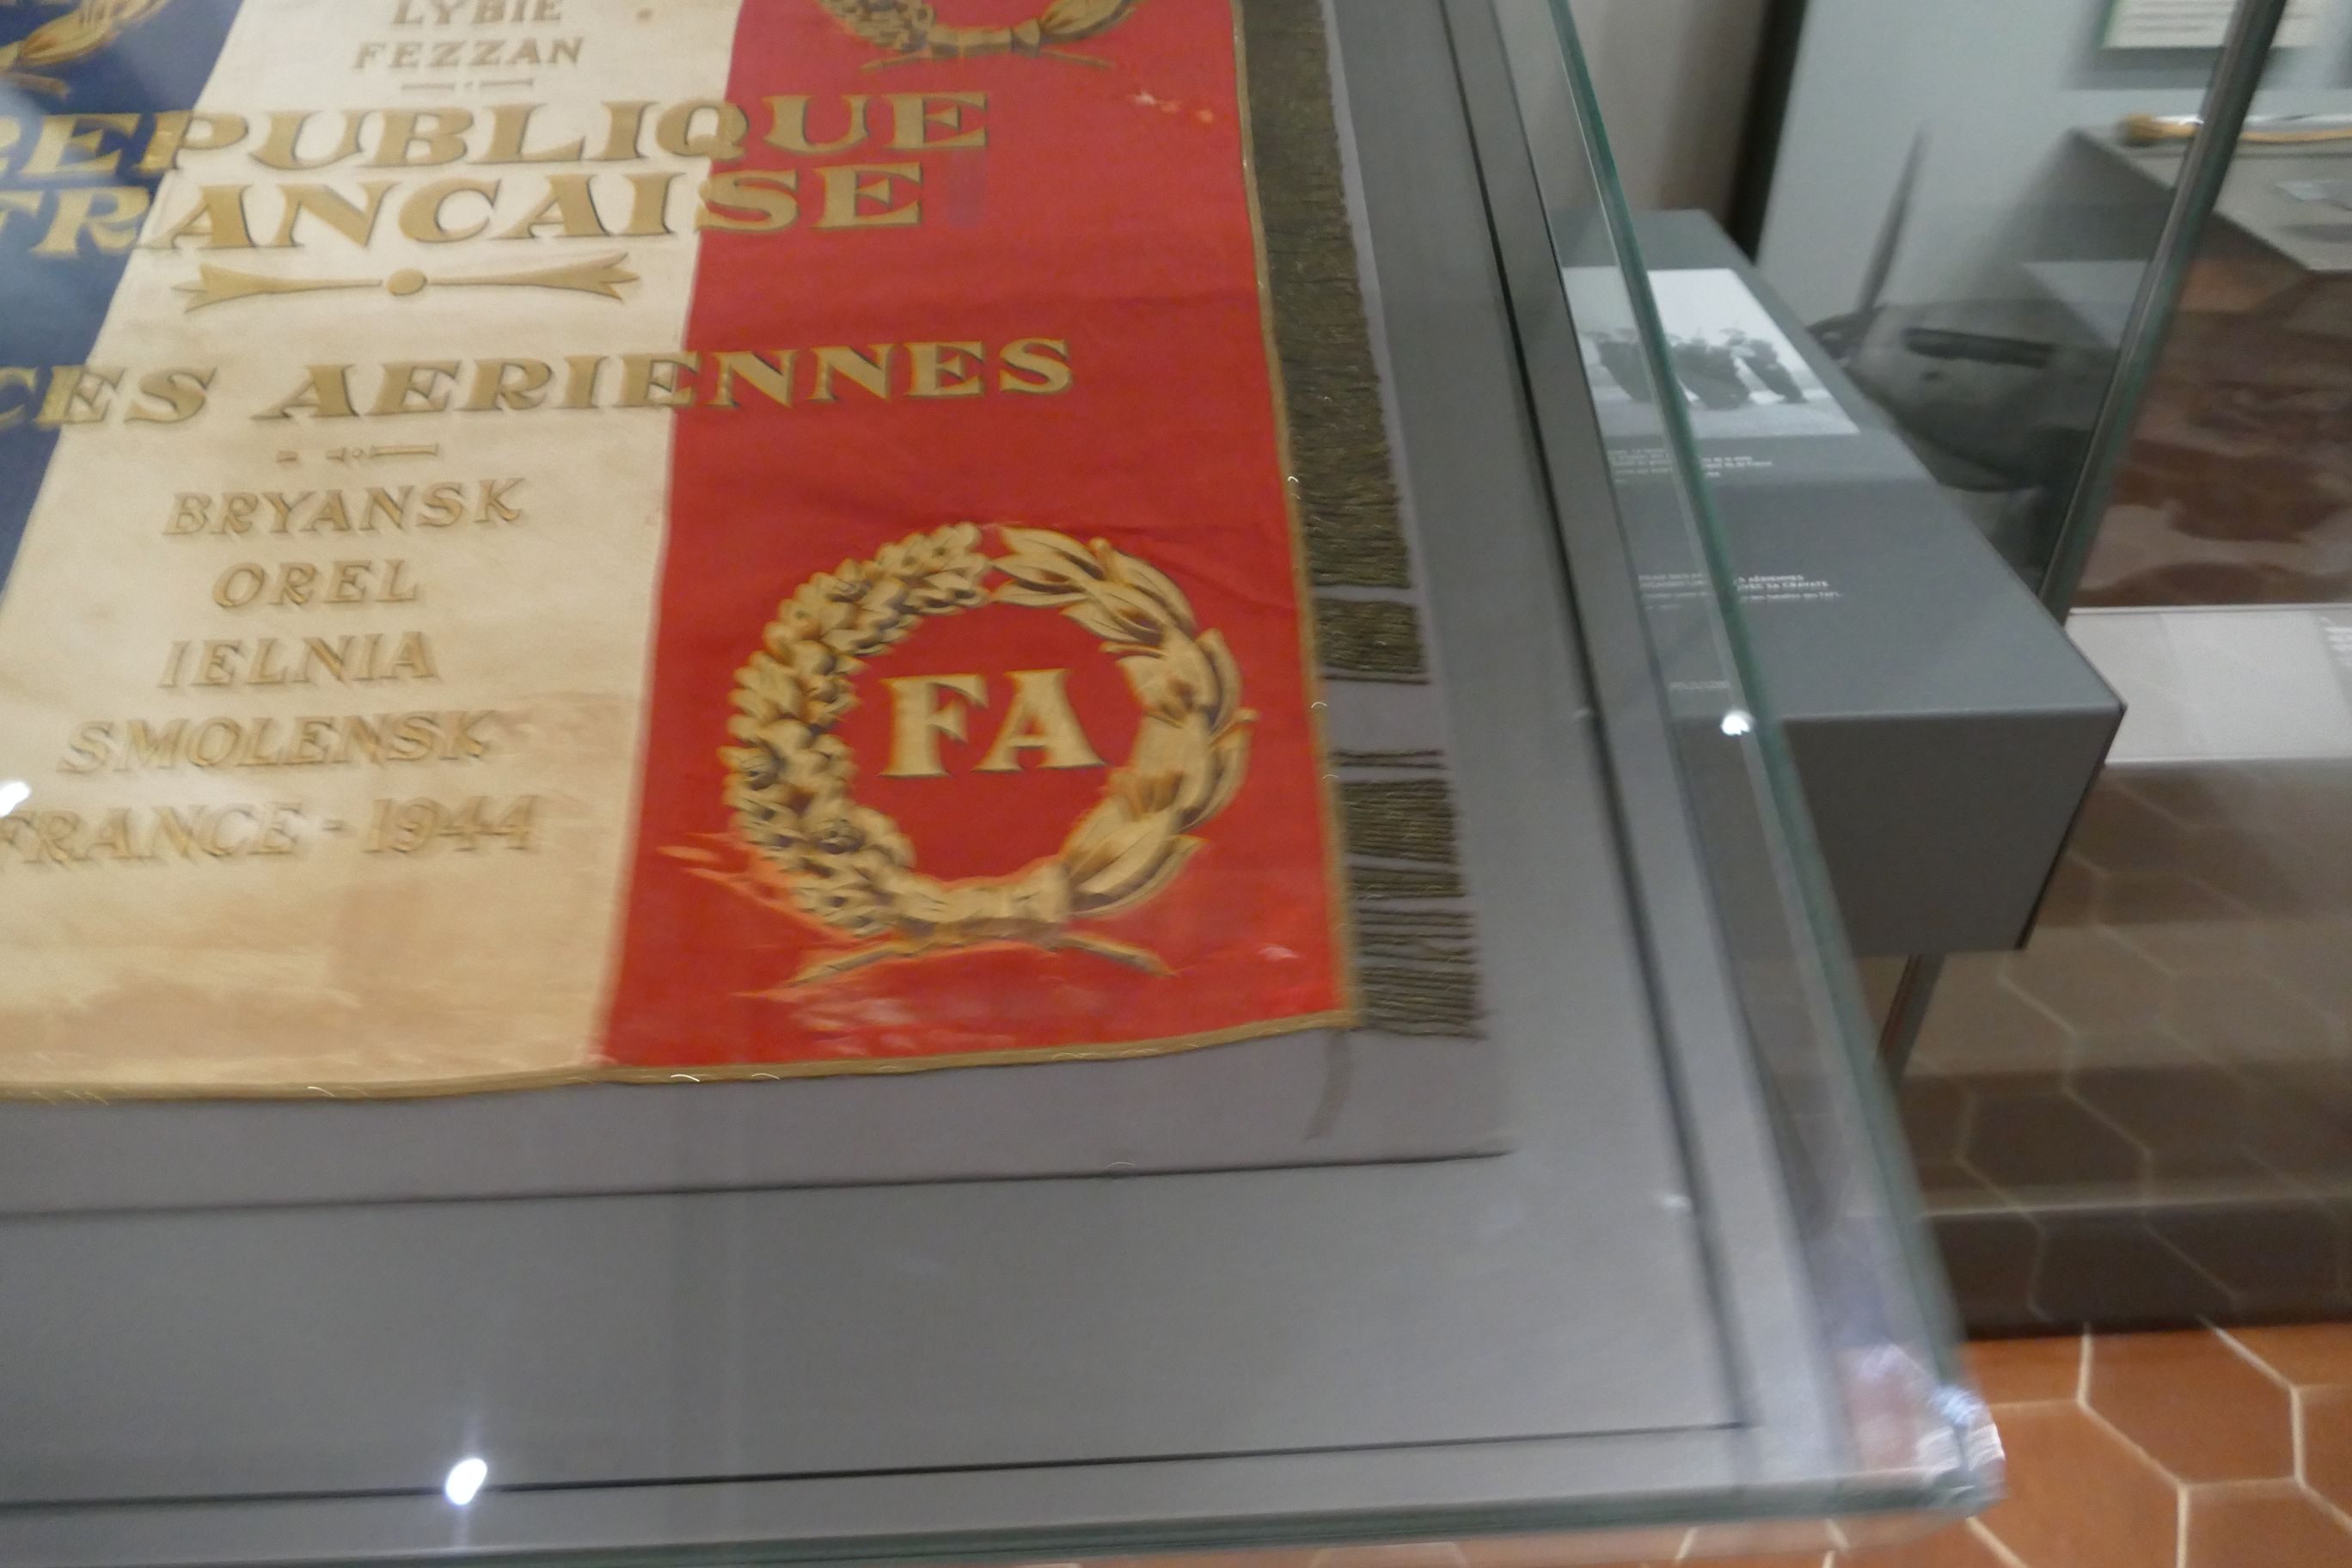 LYBIE
FEZZAN
REPUBLIQUE
FRANCAISE
CES AERIENNES
BRYANSK
OREL
IELNIA
SMOLENSK
FRANCE - 1944
FA